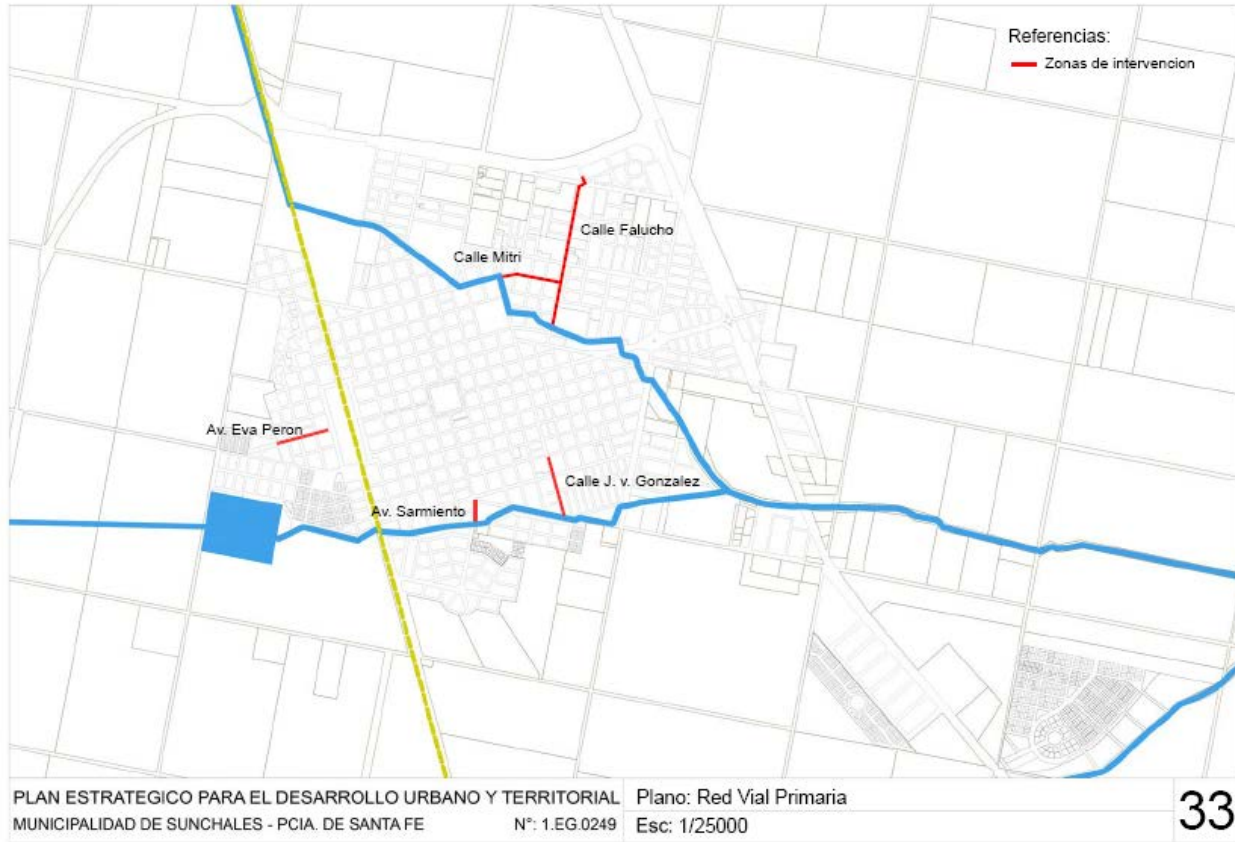 Referencias:
Zonas de intervencion
Calle Falucho
Calle Mitri
Av. Eva Peron
Calle J. v. Gonzalez
Av. Sarmiento
PLAN ESTRATEGICO PARA EL DESARROLLO URBANO Y TERRITORIAL
MUNICIPALIDAD DE SUNCHALES - PCIA. DE SANTA FE N°: 1.EG.0249
Plano: Red Vial Primaria
Esc: 1/25000
33